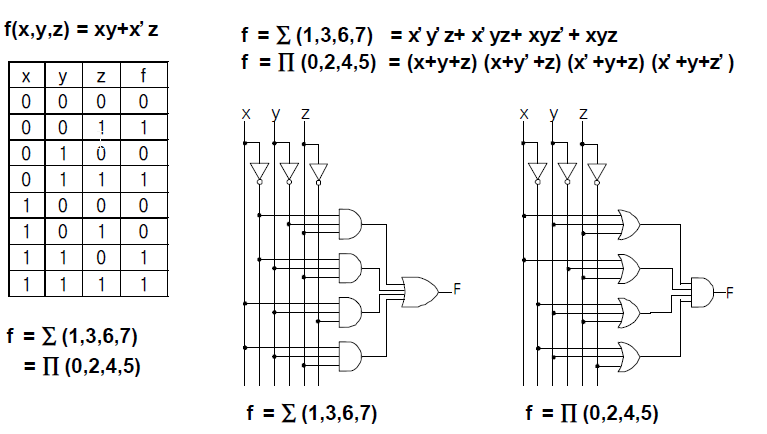 f(x,y,z) = xy+x'z
x y z f
0 0 0 0
0 0 1 1
0 1 0 0
0 1 1 1
1 0 0 0
1 0 1 0
1 1 0 1
1 1 1 1
f = Σ (1,3,6,7)
= ∏ (0,2,4,5)
f = Σ (1,3,6,7) = x'y'z+ x'yz+ xyz'+ xyz
f = ∏ (0,2,4,5) = (x+y+z) (x+y'+z) (x'+y+z) (x'+y+z')
x y z
F
f = Σ (1,3,6,7)
x y z
F
f = ∏ (0,2,4,5)